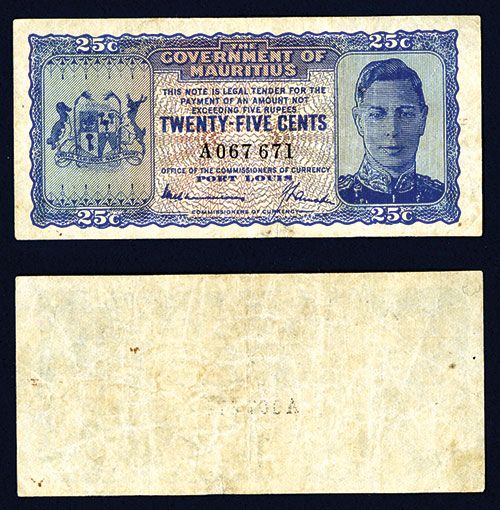 25c 25c
THE
GOVERNMENT OF
MAURITIUS
THIS NOTE IS LEGAL TENDER FOR THE
PAYMENT OF AN AMOUNT NOT
EXCEEDING FIVE RUPEES
TWENTY-FIVE CENTS
A067671
OFFICE OF THE COMMISSIONERS OF CURRENCY
PORT LOUIS
COMMISSIONERS OF CURRENCY
25c 25c